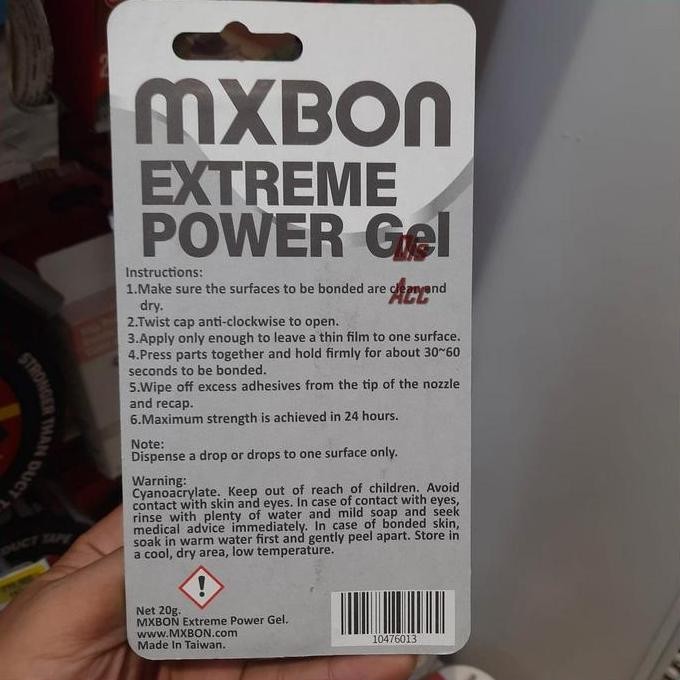 MXBON
EXTREME
POWER Gel
Dis
Acc
Instructions:
1.Make sure the surfaces to be bonded are clean and
dry.
2.Twist cap anti-clockwise to open.
3.Apply only enough to leave a thin film to one surface.
4.Press parts together and hold firmly for about 30~60
seconds to be bonded.
5.Wipe off excess adhesives from the tip of the nozzle
and recap.
6.Maximum strength is achieved in 24 hours.
Note:
Dispense a drop or drops to one surface only.
Warning:
Cyanoacrylate. Keep out of reach of children. Avoid
contact with skin and eyes. In case of contact with eyes,
rinse with plenty of water and mild soap and seek
medical advice immediately. In case of bonded skin,
soak in warm water first and gently peel apart. Store in
a cool, dry area, low temperature.
Net 20g.
MXBON Extreme Power Gel.
www.MXBON.com
Made In Taiwan.
10476013
STRONGER THAN DUCT
DUCT TAPE